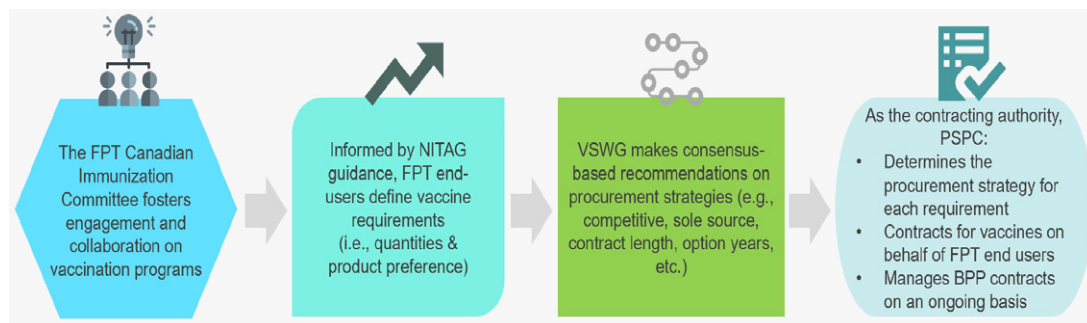 The FPT Canadian
Immunization
Committee fosters
engagement and
collaboration on
vaccination programs
Informed by NITAG
guidance, FPT end-
users define vaccine
requirements
(i.e., quantities &
product preference)
VSWG makes consensus-
based recommendations on
procurement strategies (e.g.,
competitive, sole source,
contract length, option years,
etc.)
As the contracting authority,
PSPC:
• Determines the
procurement strategy for
each requirement
• Contracts for vaccines on
behalf of FPT end users
• Manages BPP contracts
on an ongoing basis